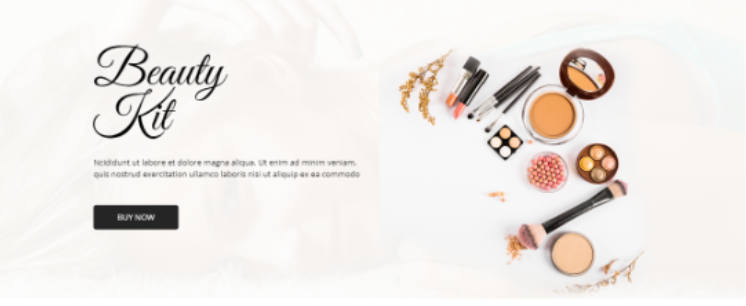 Beauty
Kit
Ncididunt ut labore et dolore magna aliqua. Ut enim ad minim veniam,
quis nostrud exercitation ullamco laboris nisi ut aliquip ex ea commodo
BUY NOW